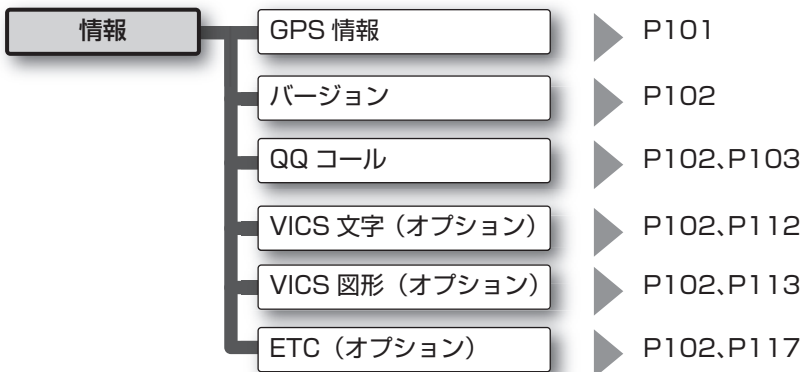 情報
GPS 情報 P101
バージョン P102
QQ コール P102、P103
VICS 文字（オプション） P102、P112
VICS 図形（オプション） P102、P113
ETC（オプション） P102、P117